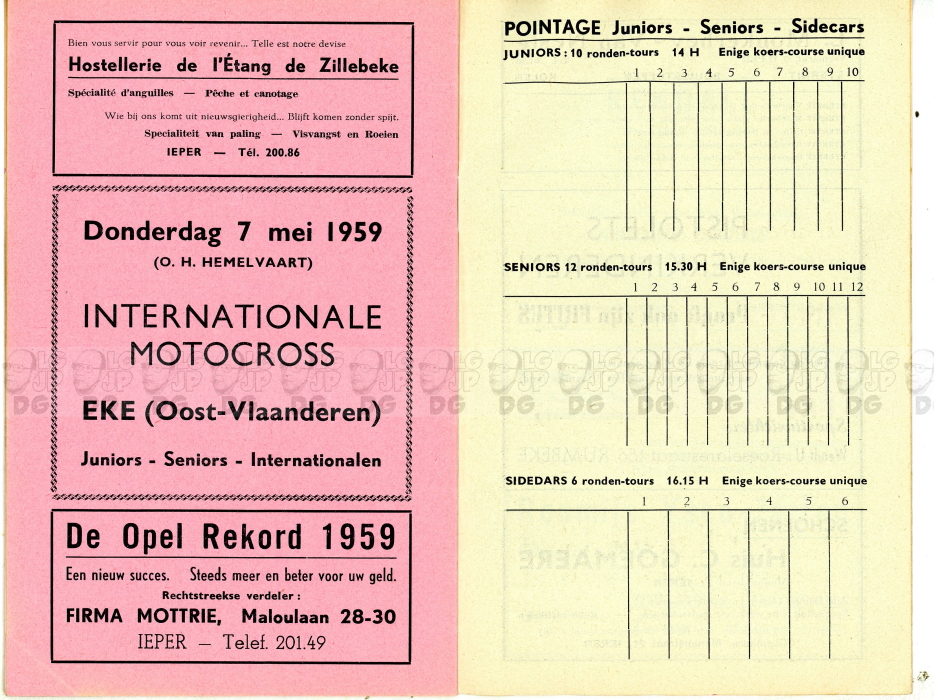 Bien vous servir pour vous voir revenir... Telle est notre devise
Hostellerie de l'Étang de Zillebeke
Spécialité d'anguilles — Pêche et canotage
Wie bij ons komt uit nieuwsgierigheid... Blijft komen zonder spijt.
Specialiteit van paling — Visvangst en Roeien
IEPER — Tél. 200.86
Donderdag 7 mei 1959
(O. H. HEMELVAART)
INTERNATIONALE
MOTOCROSS
EKE (Oost-Vlaanderen)
Juniors - Seniors - Internationalen
De Opel Rekord 1959
Een nieuw succes. Steeds meer en beter voor uw geld.
Rechtstreekse verdeler :
FIRMA MOTTRIE, Maloulaan 28-30
IEPER — Telef. 201.49
POINTAGE Juniors - Seniors - Sidecars
JUNIORS : 10 ronden-tours 14 H Enige koers-course unique
1 2 3 4 5 6 7 8 9 10
SENIORS 12 ronden-tours 15.30 H Enige koers-course unique
1 2 3 4 5 6 7 8 9 10 11 12
SIDEDARS 6 ronden-tours 16.15 H Enige koers-course unique
1 2 3 4 5 6